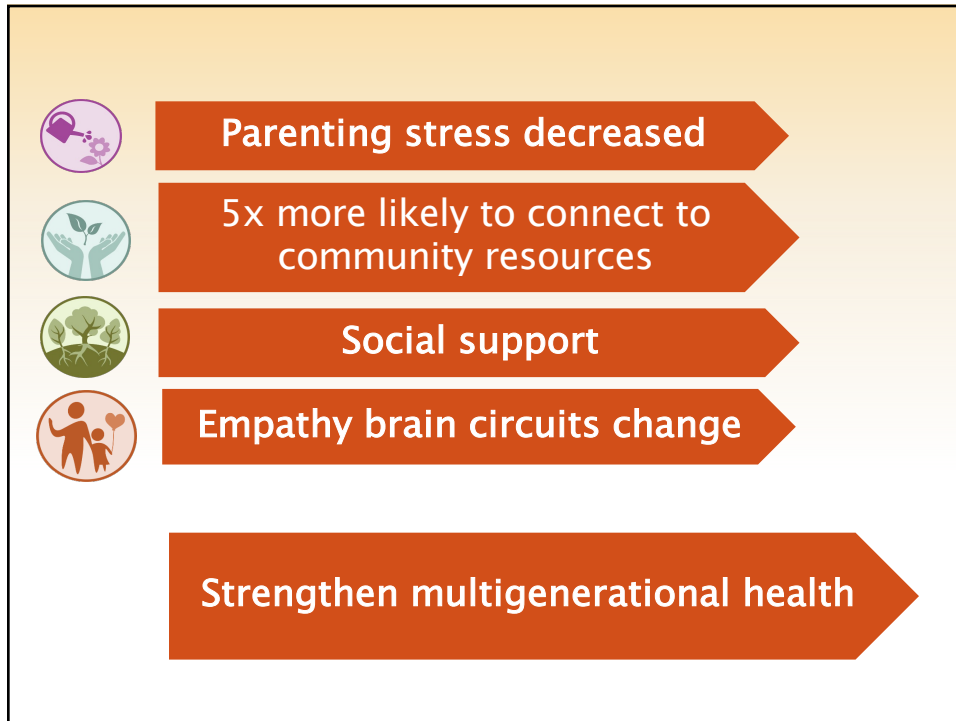 Parenting stress decreased
5x more likely to connect to
community resources
Social support
Empathy brain circuits change
Strengthen multigenerational health